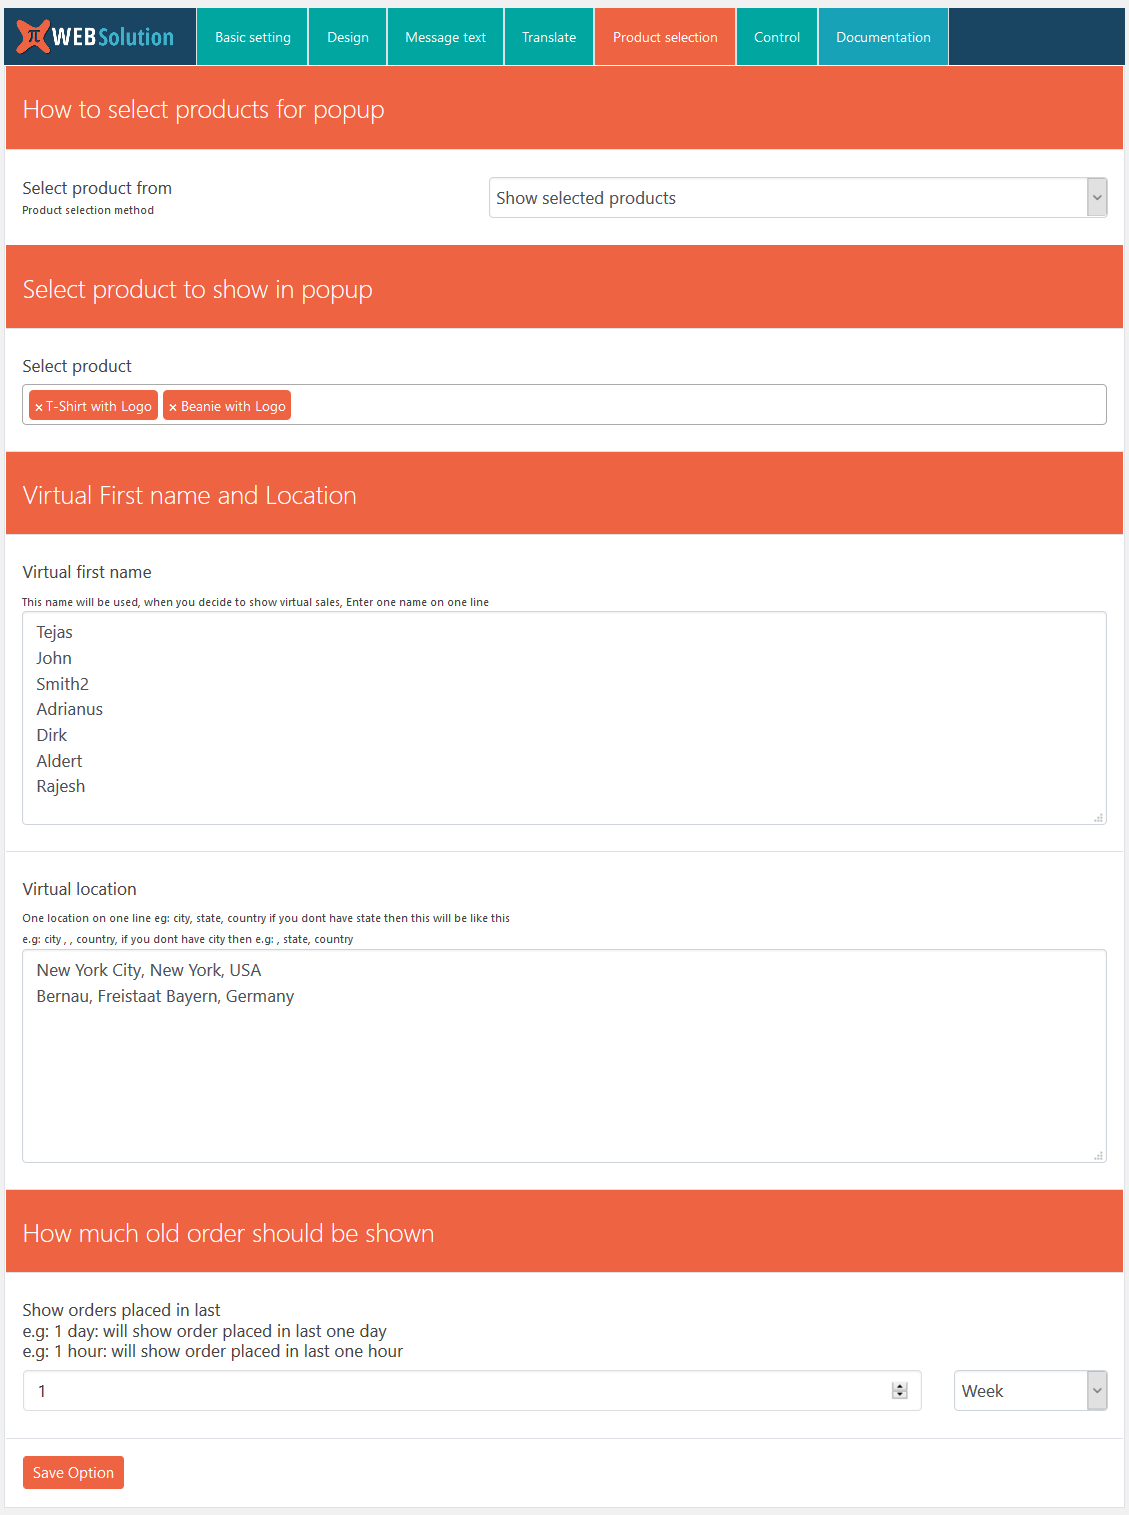 π WEBSolution Basic setting Design Message text Translate Product selection Control Documentation
How to select products for popup
Select product from
Product selection method
Show selected products
Select product to show in popup
Select product
× T-Shirt with Logo × Beanie with Logo
Virtual First name and Location
Virtual first name
This name will be used, when you decide to show virtual sales, Enter one name on one line
Tejas
John
Smith2
Adrianus
Dirk
Aldert
Rajesh
Virtual location
One location on one line eg: city, state, country if you dont have state then this will be like this
e.g: city , , country, if you dont have city then e.g: , state, country
New York City, New York, USA
Bernau, Freistaat Bayern, Germany
How much old order should be shown
Show orders placed in last
e.g: 1 day: will show order placed in last one day
e.g: 1 hour: will show order placed in last one hour
1 Week
Save Option